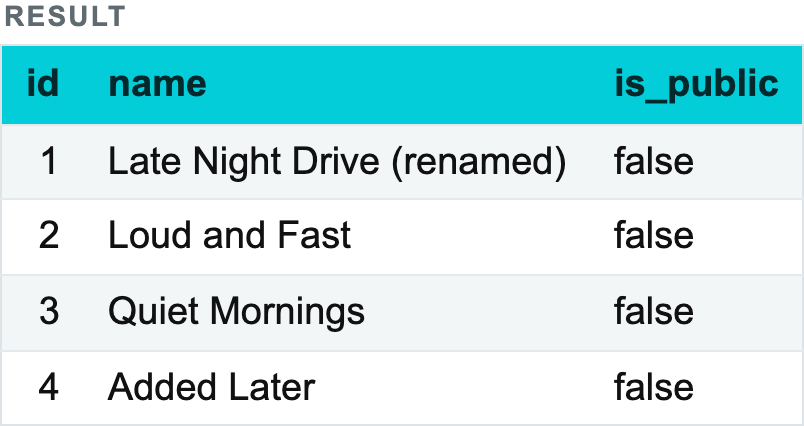 RESULT
id name is_public
1 Late Night Drive (renamed) false
2 Loud and Fast false
3 Quiet Mornings false
4 Added Later false